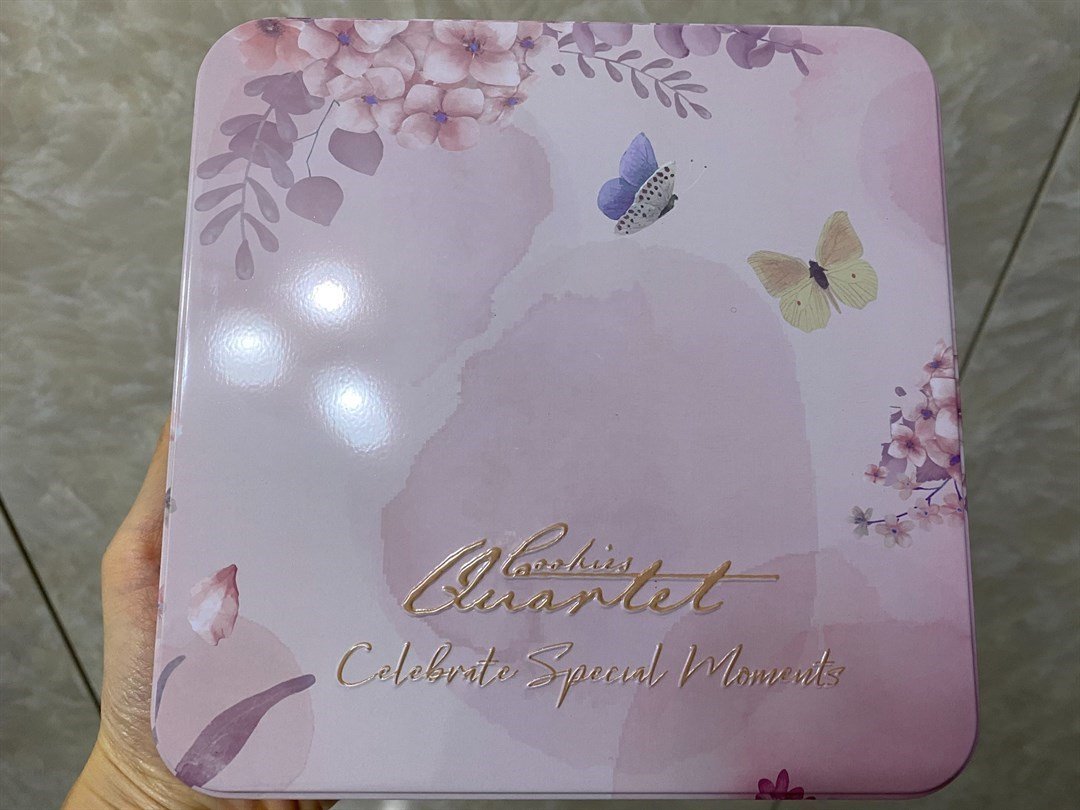 Cookies
Quartet
Celebrate Special Moments